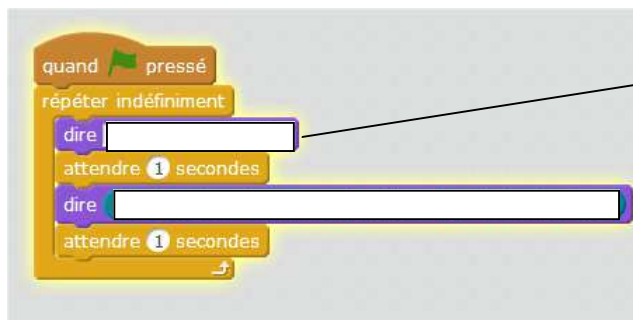 quand pressé
répéter indéfiniment
dire
attendre 1 secondes
dire
attendre 1 secondes